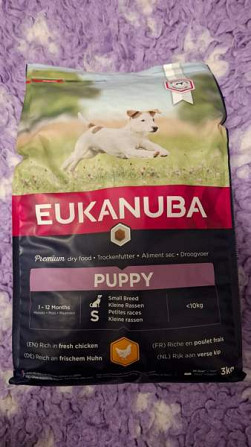 EUKANUBA
Premium dry food • Trockenfutter • Aliment sec • Droogvoer
PUPPY
1 - 12 Months
S
Small Breed
Kleine Rassen
Petites races
Kleine rassen
<10kg
(EN) Rich in fresh chicken
(DE) Reich an frischem Huhn
(FR) Riche en poulet frais
(NL) Rijk aan verse kip
3kg